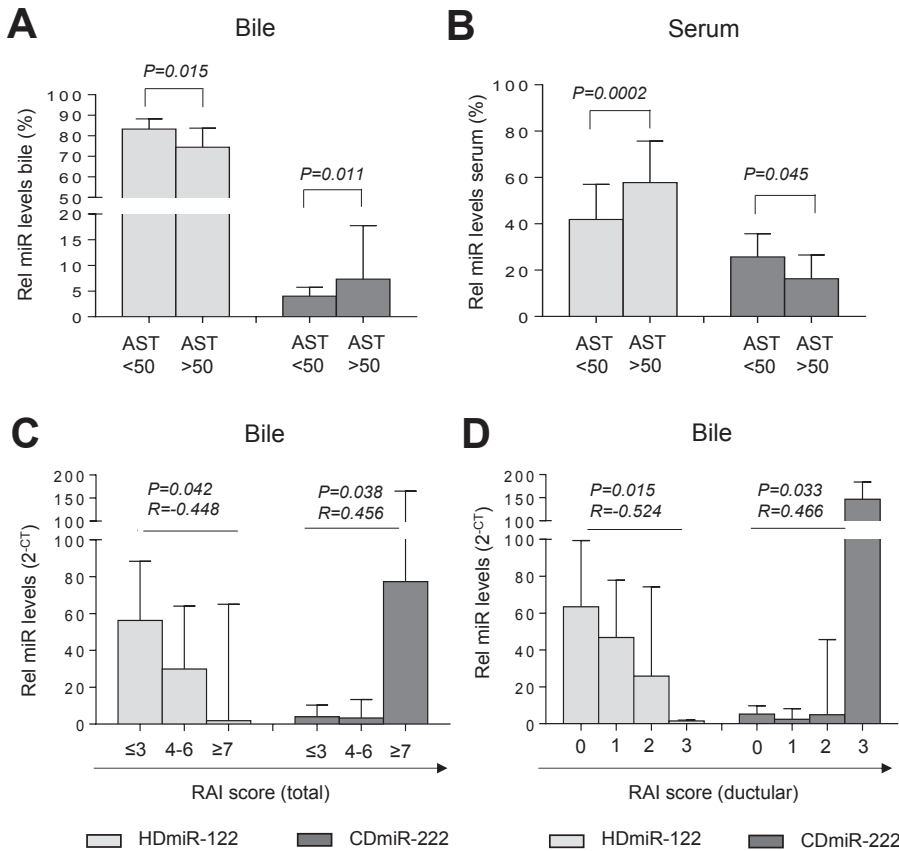 A
Bile
P=0.015
P=0.011
Rel miR levels bile (%)
100
90
80
70
60
50
20
15
10
5
0
AST <50
AST >50
AST <50
AST >50
B
Serum
P=0.0002
P=0.045
Rel miR levels serum (%)
100
80
60
40
20
0
AST <50
AST >50
AST <50
AST >50
C
Bile
P=0.042
R=-0.448
P=0.038
R=0.456
Rel miR levels (2-CT)
200
150
100
100
80
60
40
20
0
≤3 4-6 ≥7 ≤3 4-6 ≥7
RAI score (total)
HDmiR-122 CDmiR-222
D
Bile
P=0.015
R=-0.524
P=0.033
R=0.466
Rel miR levels (2-CT)
200
150
100
100
80
60
40
20
0
0 1 2 3 0 1 2 3
RAI score (ductular)
HDmiR-122 CDmiR-222